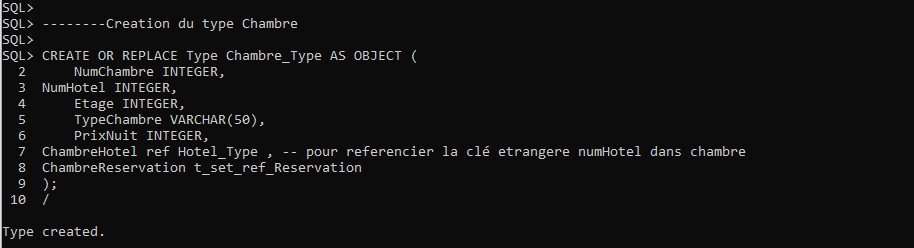 SQL>
SQL> --------Creation du type Chambre
SQL>
SQL> CREATE OR REPLACE Type Chambre_Type AS OBJECT (
  2      NumChambre INTEGER,
  3  NumHotel INTEGER,
  4      Etage INTEGER,
  5      TypeChambre VARCHAR(50),
  6      PrixNuit INTEGER,
  7  ChambreHotel ref Hotel_Type , -- pour referencier la clé etrangere numHotel dans chambre
  8  ChambreReservation t_set_ref_Reservation
  9  );
 10  /
Type created.